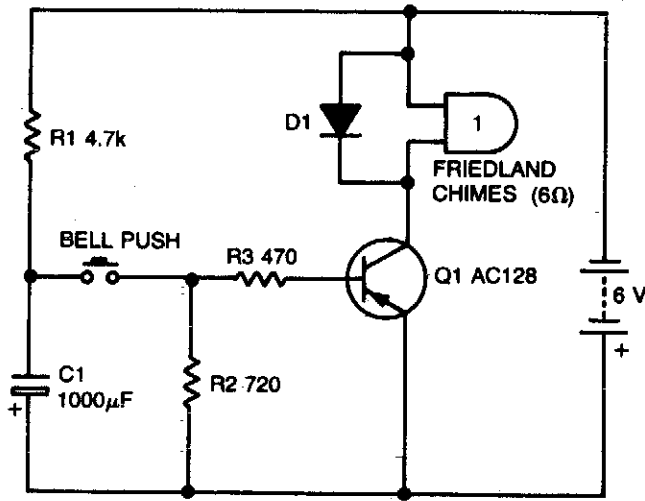 D1
1
R1 4.7k
FRIEDLAND
CHIMES (6Ω)
BELL PUSH
R3 470
Q1 AC128
6 V
+
C1
1000μF
+
R2 720